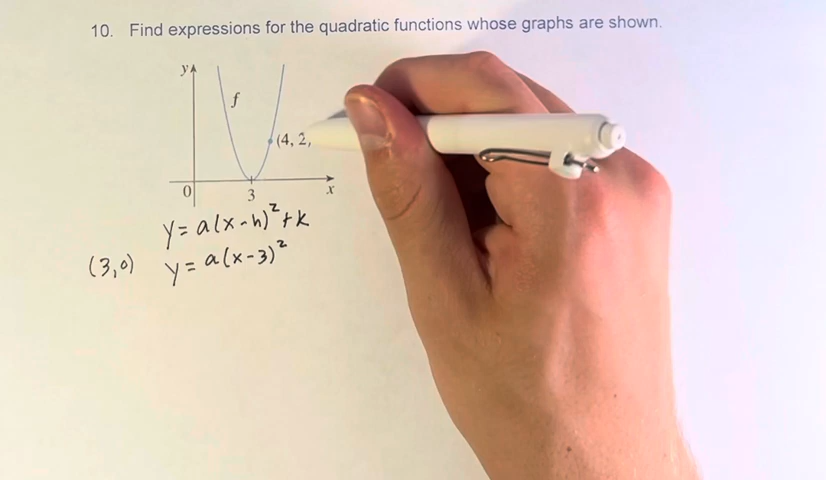 10. Find expressions for the quadratic functions whose graphs are shown.
y
f
(4, 2,
0
3
x
y = a(x-h)² + k
(3,0) y = a(x-3)²